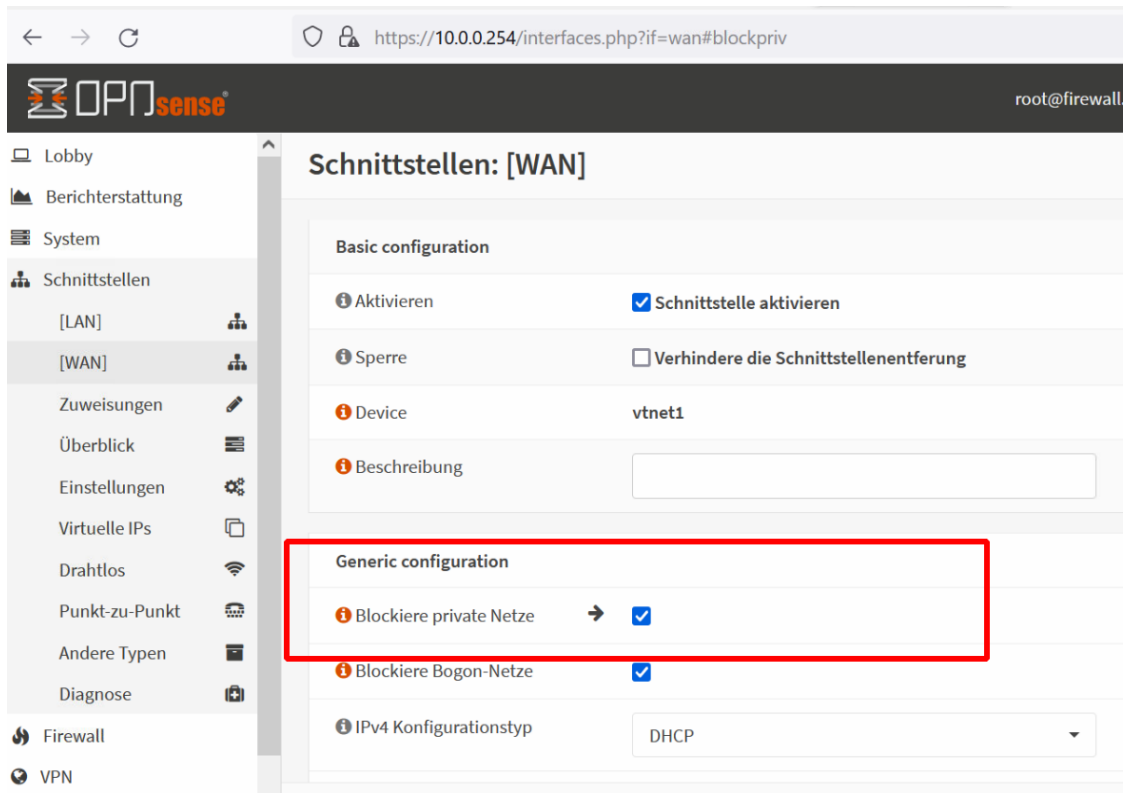 https://10.0.0.254/interfaces.php?if=wan#blockpriv
OPNsense
root@firewall.
Lobby
Berichterstattung
System
Schnittstellen
[LAN]
[WAN]
Zuweisungen
Überblick
Einstellungen
Virtuelle IPs
Drahtlos
Punkt-zu-Punkt
Andere Typen
Diagnose
Firewall
VPN
Schnittstellen: [WAN]
Basic configuration
Aktivieren Schnittstelle aktivieren
Sperre Verhindere die Schnittstellenentferung
Device vtnet1
Beschreibung
Generic configuration
Blockiere private Netze
Blockiere Bogon-Netze
IPv4 Konfigurationstyp DHCP